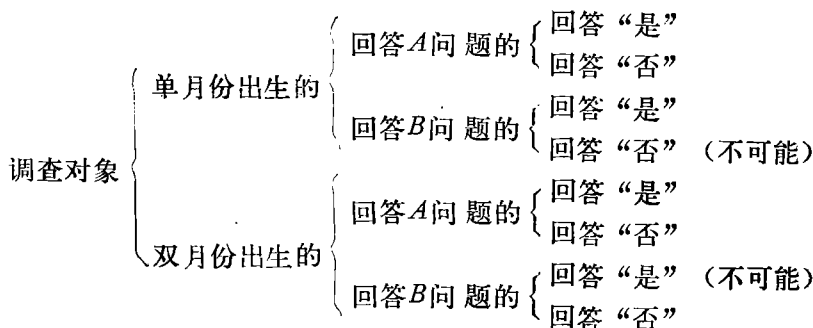 回答“是”
回答A问题的
回答“否”
单月份出生的
回答“是”
回答B问题的
回答“否”（不可能）
调查对象
回答“是”
回答A问题的
回答“否”
双月份出生的
回答“是”（不可能）
回答B问题的
回答“否”